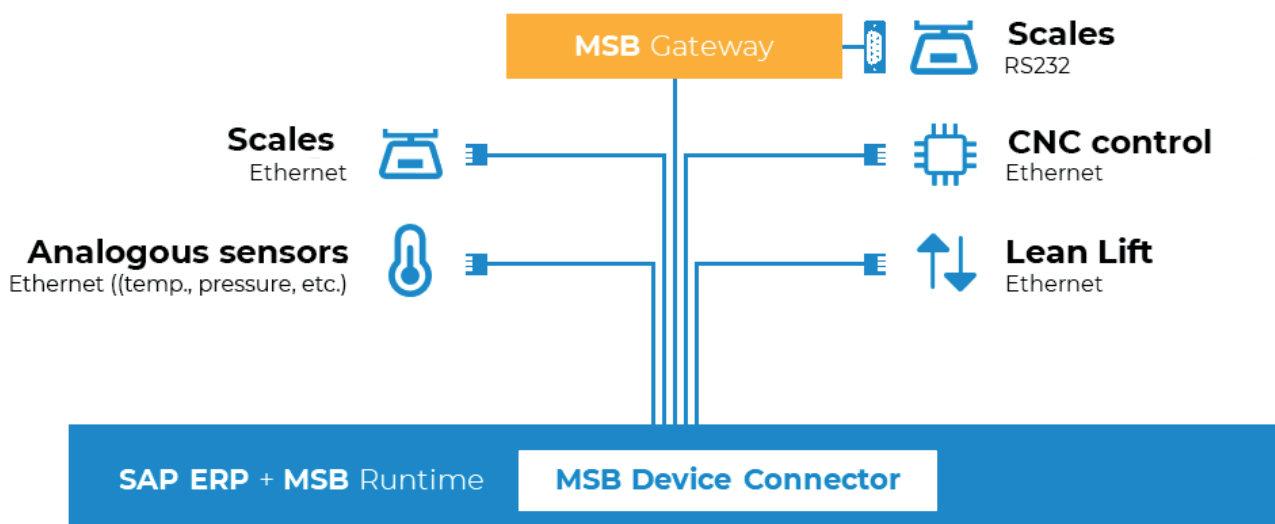 MSB Gateway
Scales
RS232
Scales
Ethernet
CNC control
Ethernet
Analogous sensors
Ethernet ((temp., pressure, etc.)
Lean Lift
Ethernet
SAP ERP + MSB Runtime
MSB Device Connector